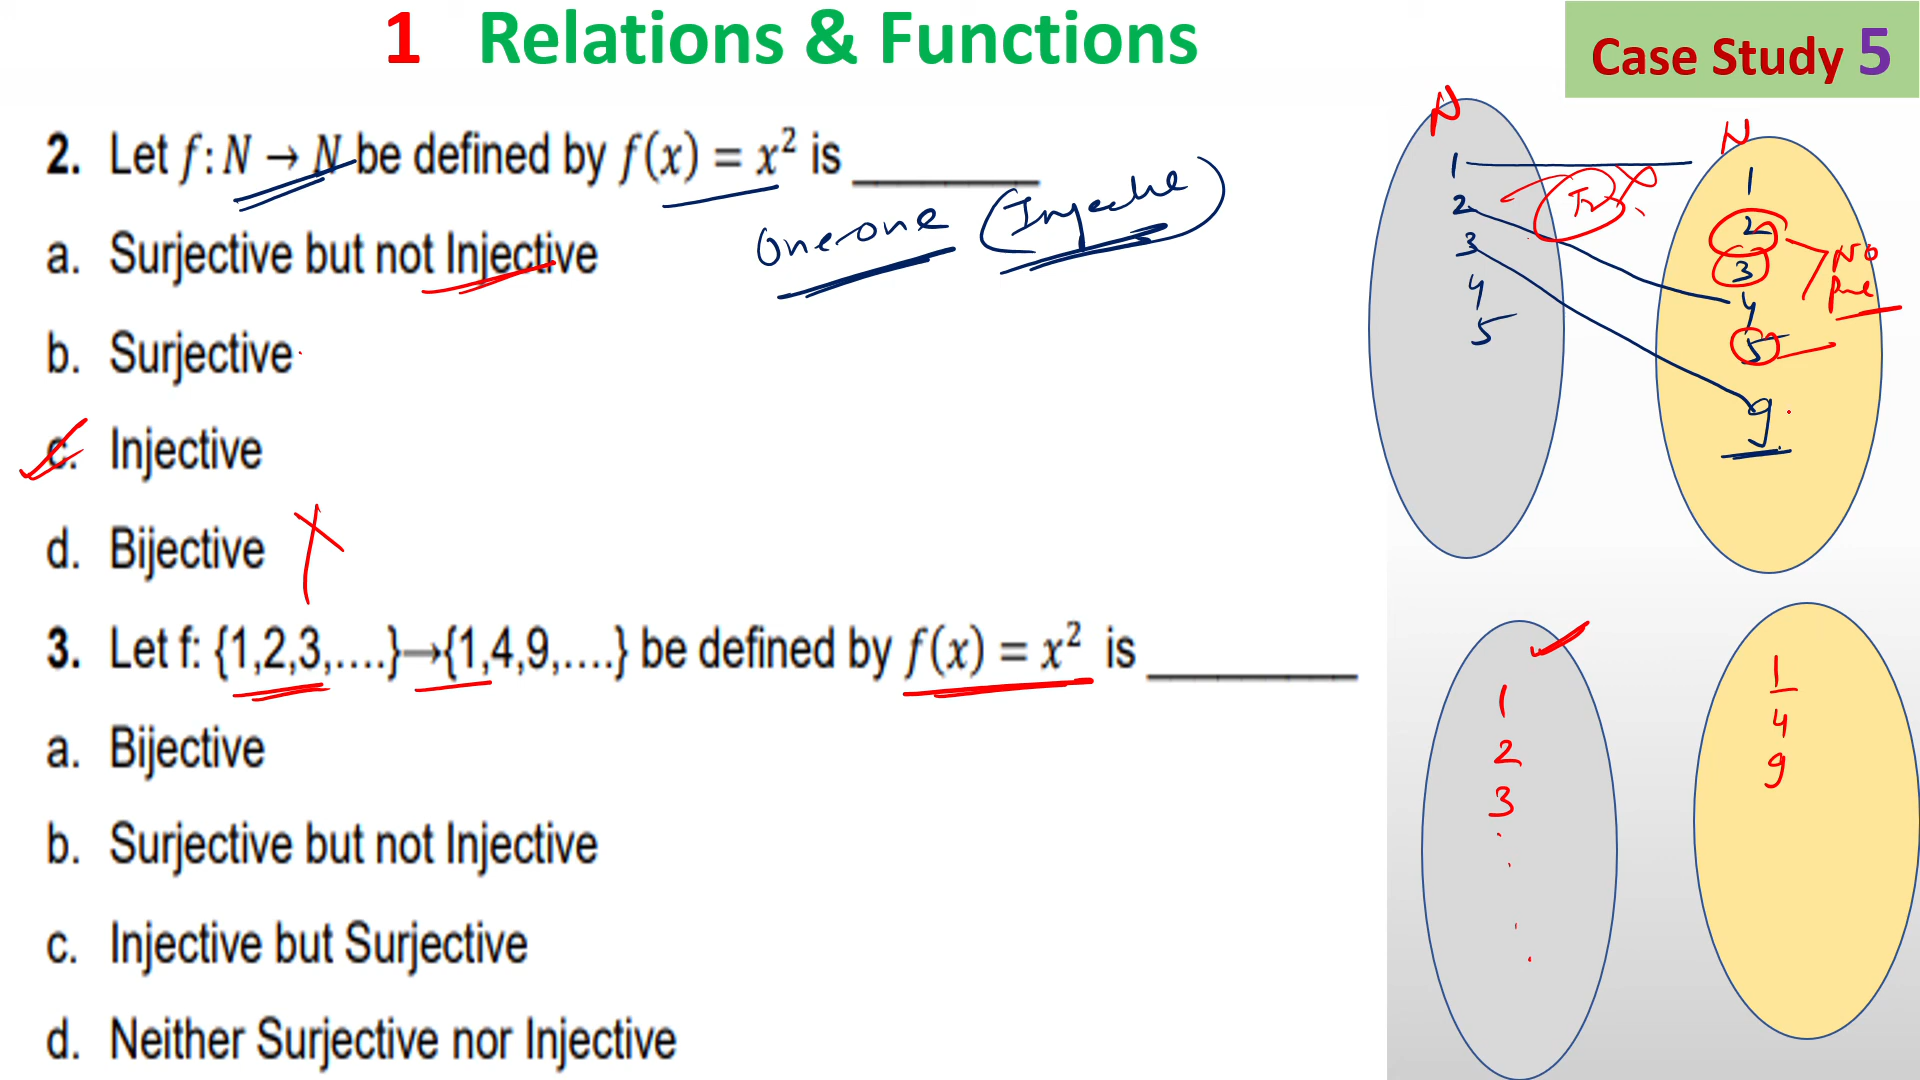 1 Relations & Functions
Case Study 5
2. Let f: N → N be defined by f(x) = x² is ________
one-one (Injective)
a. Surjective but not Injective
b. Surjective
c. Injective
d. Bijective
3. Let f: {1,2,3,....}→{1,4,9,....} be defined by f(x) = x² is __________
a. Bijective
b. Surjective but not Injective
c. Injective but Surjective
d. Neither Surjective nor Injective
N
1
2
3
4
5
N
1
2
3
4
5
9
No
Pre
1
2
3
1
4
9